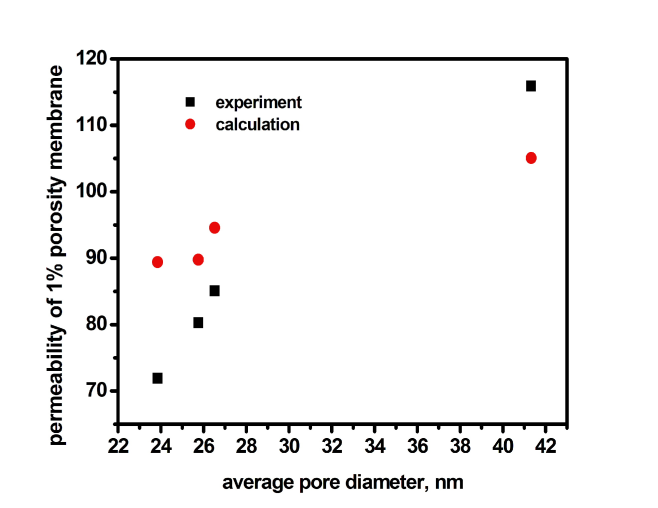 120
110
100
90
80
70
permeability of 1% porosity membrane
experiment
calculation
22 24 26 28 30 32 34 36 38 40 42
average pore diameter, nm